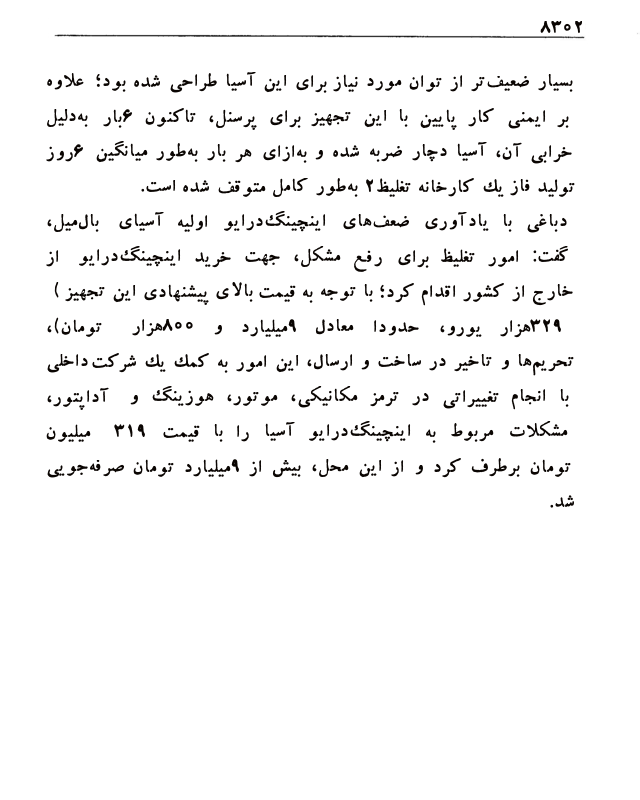 ۸۳۰۲
بسیار ضعیف‌تر از توان مورد نیاز برای این آسیا طراحی شده بود؛ علاوه
بر ایمنی کار پایین با این تجهیز برای پرسنل، تاکنون ۶بار به‌دلیل
خرابی آن، آسیا دچار ضربه شده و به‌ازای هر بار به‌طور میانگین ۶روز
تولید فاز یك کارخانه تغلیظ۲ به‌طور کامل متوقف شده است.
دباغی با یادآوری ضعف‌های اینچینگ‌درایو اولیه آسیای بال‌میل،
گفت: امور تغلیظ برای رفع مشکل، جهت خرید اینچینگ‌درایو از
خارج از کشور اقدام کرد؛ با توجه به قیمت بالای پیشنهادی این تجهیز )
۳۲۹هزار یورو، حدودا معادل ۹میلیارد و ۸۰۰هزار تومان)،
تحریم‌ها و تاخیر در ساخت و ارسال، این امور به کمك یك شرکت داخلی
با انجام تغییراتی در ترمز مکانیکی، موتور، هوزینگ و آداپتور،
مشکلات مربوط به اینچینگ‌درایو آسیا را با قیمت ۳۱۹ میلیون
تومان برطرف کرد و از این محل، بیش از ۹میلیارد تومان صرفه‌جویی
شد.